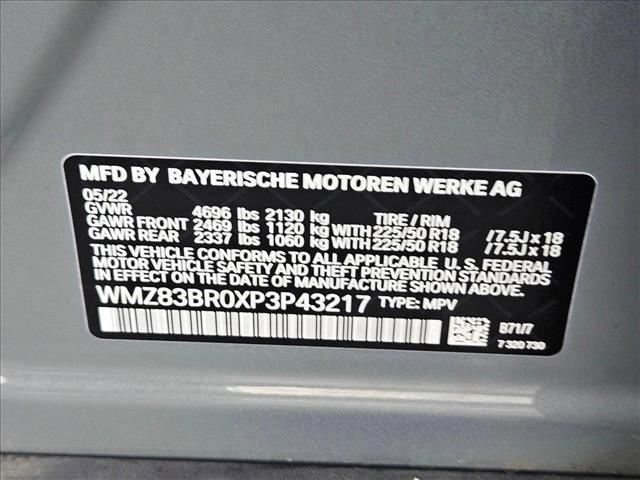 MFD BY BAYERISCHE MOTOREN WERKE AG
05/22
GVWR 4696 lbs 2130 kg TIRE / RIM
GAWR FRONT 2469 lbs 1120 kg WITH 225/50 R18 /7.5J x 18
GAWR REAR 2337 lbs 1060 kg WITH 225/50 R18 /7.5J x 18
THIS VEHICLE CONFORMS TO ALL APPLICABLE U. S. FEDERAL
MOTOR VEHICLE SAFETY AND THEFT PREVENTION STANDARDS
IN EFFECT ON THE DATE OF MANUFACTURE SHOWN ABOVE.
WMZ83BR0XP3P43217 TYPE: MPV
B71/7
7 320 730